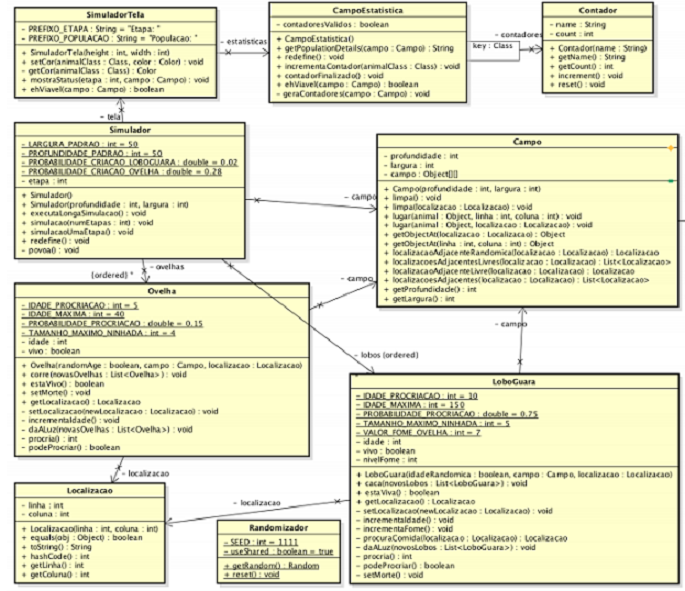 SimuladorTela
- PREFIXO_ETAPA : String = "Etapa: "
- PREFIXO_POPULACAO : String = "Populacao: "
+ SimuladorTela(height : int, width : int)
+ setCor(animalClass : Class, color : Color) : void
- getCor(animalClass : Class) : Color
+ mostraStatus(etapa : int, campo : Campo) : void
+ ehViavel(campo : Campo) : boolean
- estatisticas
CampoEstatistica
- contadoresValidos : boolean
+ CampoEstatistica()
+ getPopulationDetails(campo : Campo) : String
+ redefine() : void
+ incrementaContador(animalClass : Class) : void
+ contadorFinalizado() : void
+ ehViavel(campo : Campo) : boolean
- geraContadores(campo : Campo) : void
- contadores
key : Class
Contador
- name : String
- count : int
+ Contador(name : String)
+ getName() : String
+ getCount() : int
+ increment() : void
+ reset() : void
- tela
Simulador
- LARGURA_PADRAO : int = 50
- PROFUNDIDADE_PADRAO : int = 50
- PROBABILIDADE_CRIACAO_LOBOGUARA : double = 0.02
- PROBABILIDADE_CRIACAO_OVELHA : double = 0.28
- etapa : int
+ Simulador()
+ Simulador(profundidade : int, largura : int)
+ executaLongaSimulacao() : void
+ simulacao(numEtapas : int) : void
+ simulacaoUmaEtapa() : void
+ redefine() : void
- povoa() : void
- campo
Campo
- profundidade : int
- largura : int
- campo : Object[][]
+ Campo(profundidade : int, largura : int)
+ limpa() : void
+ limpa(localizacao : Localizacao) : void
+ lugar(animal : Object, linha : int, coluna : int) : void
+ lugar(animal : Object, localizacao : Localizacao) : void
+ getObjectAt(localizacao : Localizacao) : Object
+ getObjectAt(linha : int, coluna : int) : Object
+ localizacaoAdjacenteRandomica(localizacao : Localizacao) : Localizacao
+ localizacoesAdjacentesLivres(localizacao : Localizacao) : List<Localizacao>
+ localizacaoAdjacenteLivre(localizacao : Localizacao) : Localizacao
+ localizacoesAdjacentes(localizacao : Localizacao) : List<Localizacao>
+ getProfundidade() : int
+ getLargura() : int
- ovelhas
{ordered} *
- campo
Ovelha
- IDADE_PROCRIACAO : int = 5
- IDADE_MAXIMA : int = 40
- PROBABILIDADE_PROCRIACAO : double = 0.15
- TAMANHO_MAXIMO_NINHADA : int = 4
- idade : int
- vivo : boolean
+ Ovelha(randomAge : boolean, campo : Campo, localizacao : Localizacao)
+ corre(novasOvelhas : List<Ovelha>) : void
+ estaVivo() : boolean
+ setMorte() : void
+ getLocalizacao() : Localizacao
- setLocalizacao(newLocalizacao : Localizacao) : void
- incrementaIdade() : void
- daALuz(novasOvelhas : List<Ovelha>) : void
- procria() : int
- podeProcriar() : boolean
- campo
- lobos {ordered}
LoboGuara
- IDADE_PROCRIACAO : int = 10
- IDADE_MAXIMA : int = 150
- PROBABILIDADE_PROCRIACAO : double = 0.75
- TAMANHO_MAXIMO_NINHADA : int = 5
- VALOR_FOME_OVELHA : int = 7
- idade : int
- vivo : boolean
- nivelFome : int
+ LoboGuara(idadeRandomica : boolean, campo : Campo, localizacao : Localizacao)
+ caca(novosLobos : List<LoboGuara>) : void
+ estaViva() : boolean
+ getLocalizacao() : Localizacao
- setLocalizacao(newLocalizacao : Localizacao) : void
- incrementaIdade() : void
- incrementaFome() : void
- procuraComida(localizacao : Localizacao) : Localizacao
- daALuz(novosLobos : List<LoboGuara>) : void
- procria() : int
- podeProcriar() : boolean
- setMorte() : void
- localizacao
Localizacao
- linha : int
- coluna : int
+ Localizacao(linha : int, coluna : int)
+ equals(obj : Object) : boolean
+ toString() : String
+ hashCode() : int
+ getLinha() : int
+ getColuna() : int
- localizacao
Randomizador
- SEED : int = 1111
- useShared : boolean = true
+ getRandom() : Random
+ reset() : void